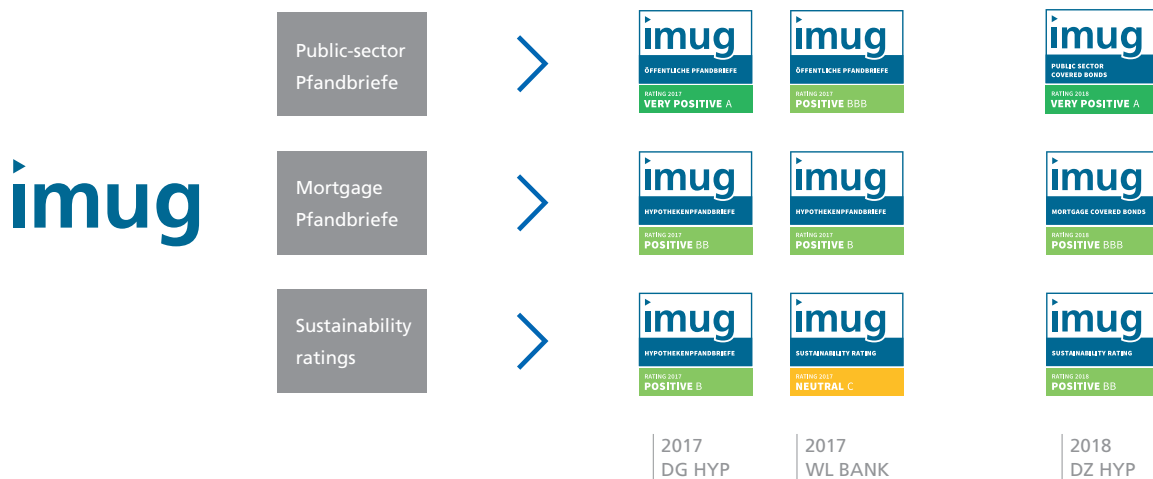 imug
Public-sector
Pfandbriefe
imug
ÖFFENTLICHE PFANDBRIEFE
RATING 2017
VERY POSITIVE A
imug
ÖFFENTLICHE PFANDBRIEFE
RATING 2017
POSITIVE BBB
imug
PUBLIC SECTOR
COVERED BONDS
RATING 2018
VERY POSITIVE A
Mortgage
Pfandbriefe
imug
HYPOTHEKENPFANDBRIEFE
RATING 2017
POSITIVE BB
imug
HYPOTHEKENPFANDBRIEFE
RATING 2017
POSITIVE B
imug
MORTGAGE COVERED BONDS
RATING 2018
POSITIVE BBB
Sustainability
ratings
imug
HYPOTHEKENPFANDBRIEFE
RATING 2017
POSITIVE B
imug
SUSTAINABILITY RATING
RATING 2017
NEUTRAL C
imug
SUSTAINABILITY RATING
RATING 2018
POSITIVE BB
2017
DG HYP
2017
WL BANK
2018
DZ HYP